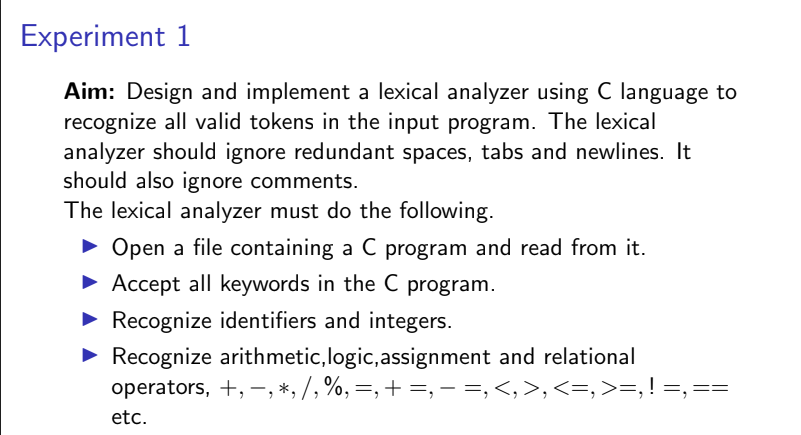 Experiment 1
Aim: Design and implement a lexical analyzer using C language to
recognize all valid tokens in the input program. The lexical
analyzer should ignore redundant spaces, tabs and newlines. It
should also ignore comments.
The lexical analyzer must do the following.
▶ Open a file containing a C program and read from it.
▶ Accept all keywords in the C program.
▶ Recognize identifiers and integers.
▶ Recognize arithmetic,logic,assignment and relational
operators, +, −, ∗, /, %, =, + =, − =, <, >, <=, >=, ! =, ==
etc.